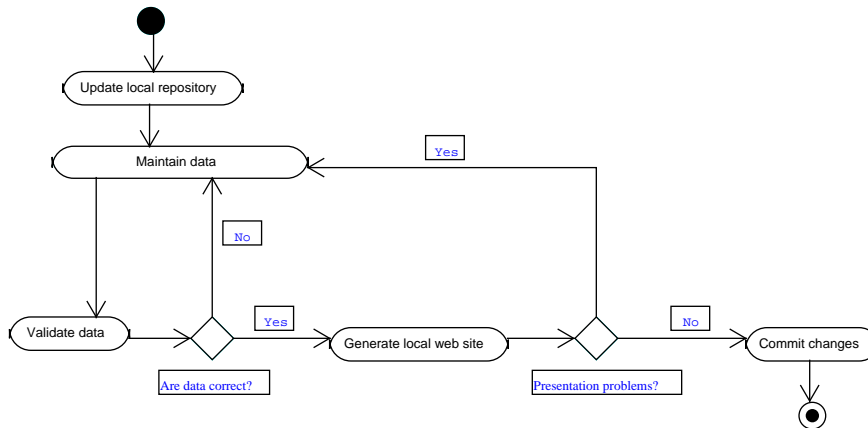 Update local repository
Maintain data
Yes
No
Validate data
Yes
Generate local web site
No
Commit changes
Are data correct?
Presentation problems?